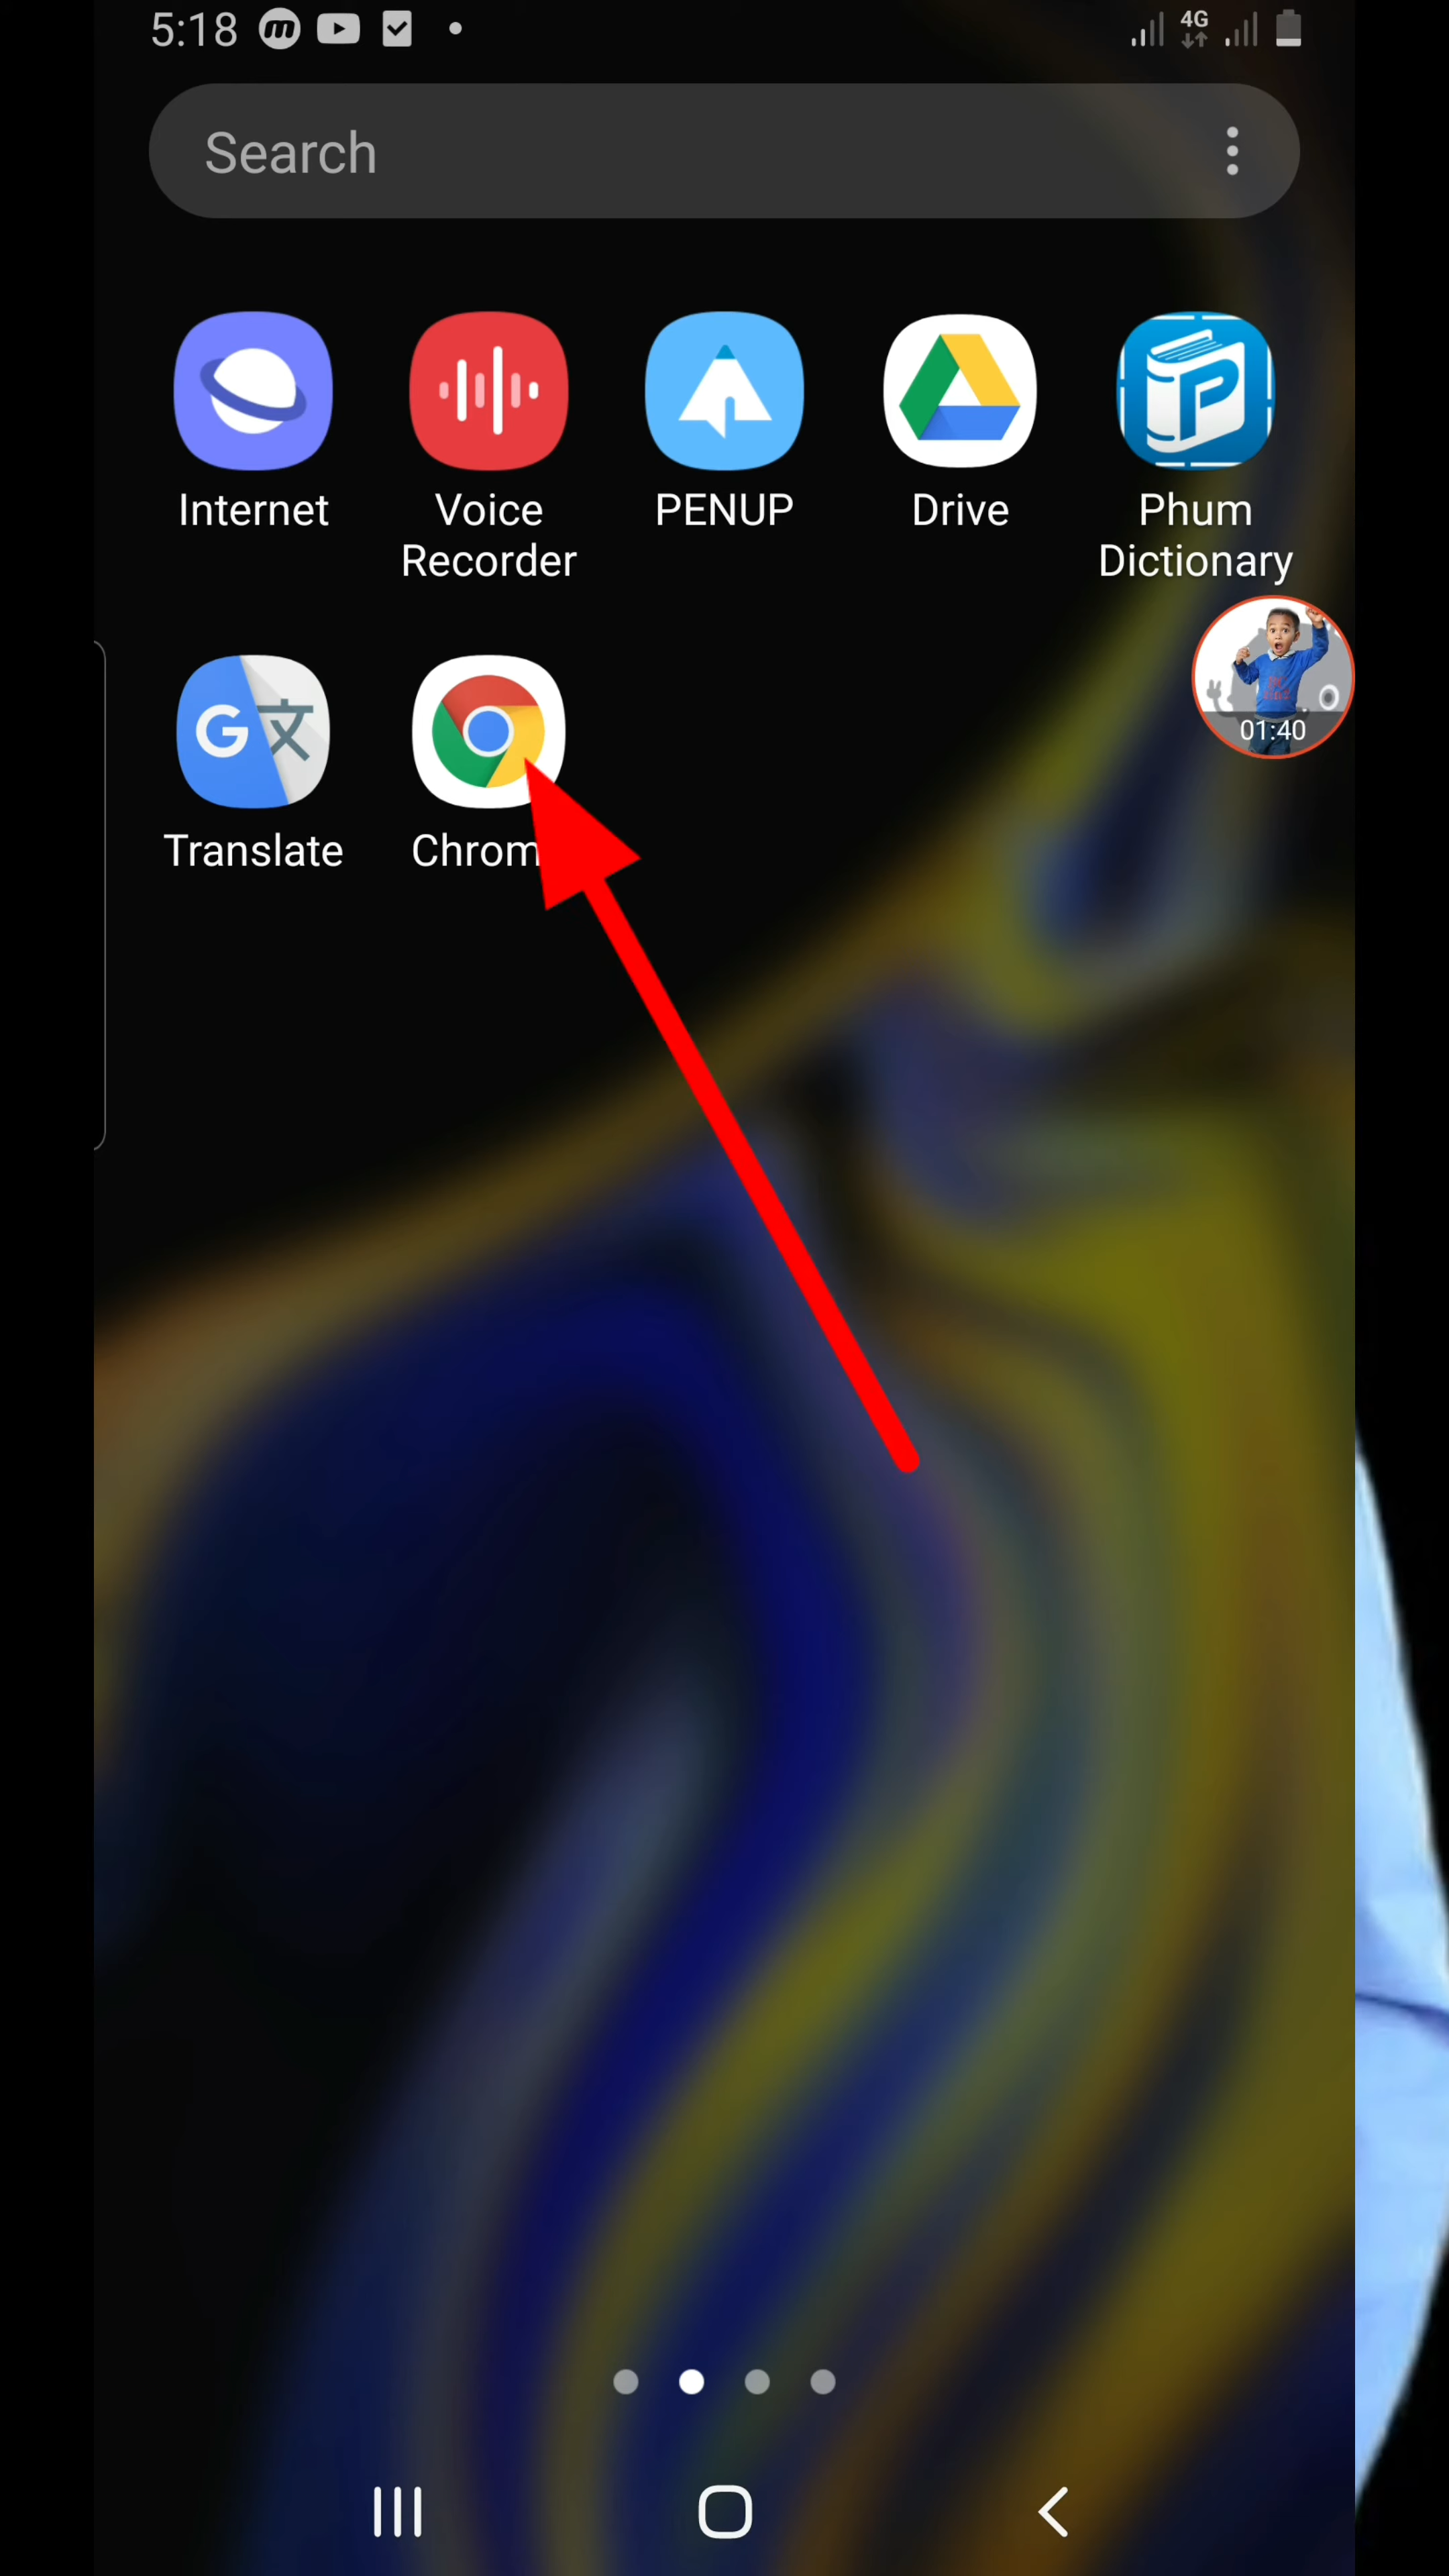 5:18
4G
Search
Internet
Voice
Recorder
PENUP
Drive
Phum
Dictionary
01:40
Translate
Chrom